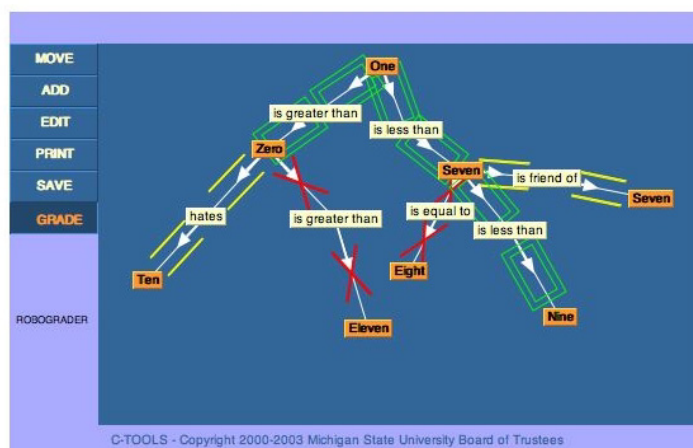 MOVE
ADD
EDIT
PRINT
SAVE
GRADE
ROBOGRADER
One
is greater than
is less than
Zero
Seven
is friend of
Seven
hates
is greater than
is equal to
is less than
Ten
Eight
Eleven
Nine
C-TOOLS - Copyright 2000-2003 Michigan State University Board of Trustees